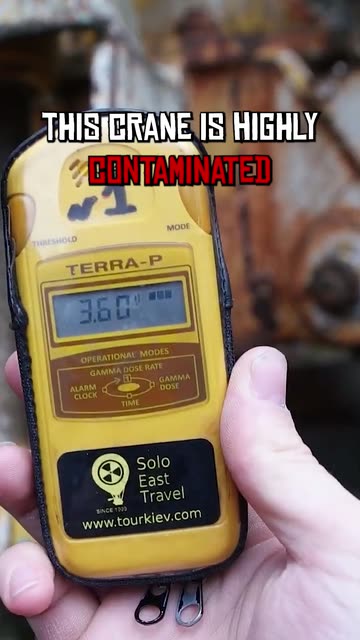 THIS CRANE IS HIGHLY
CONTAMINATED
№1
THRESHOLD
MODE
TERRA-P
3.60
OPERATIONAL MODES
GAMMA DOSE RATE
ALARM CLOCK
GAMMA DOSE
TIME
Solo
East
Travel
SINCE 1999
www.tourkiev.com